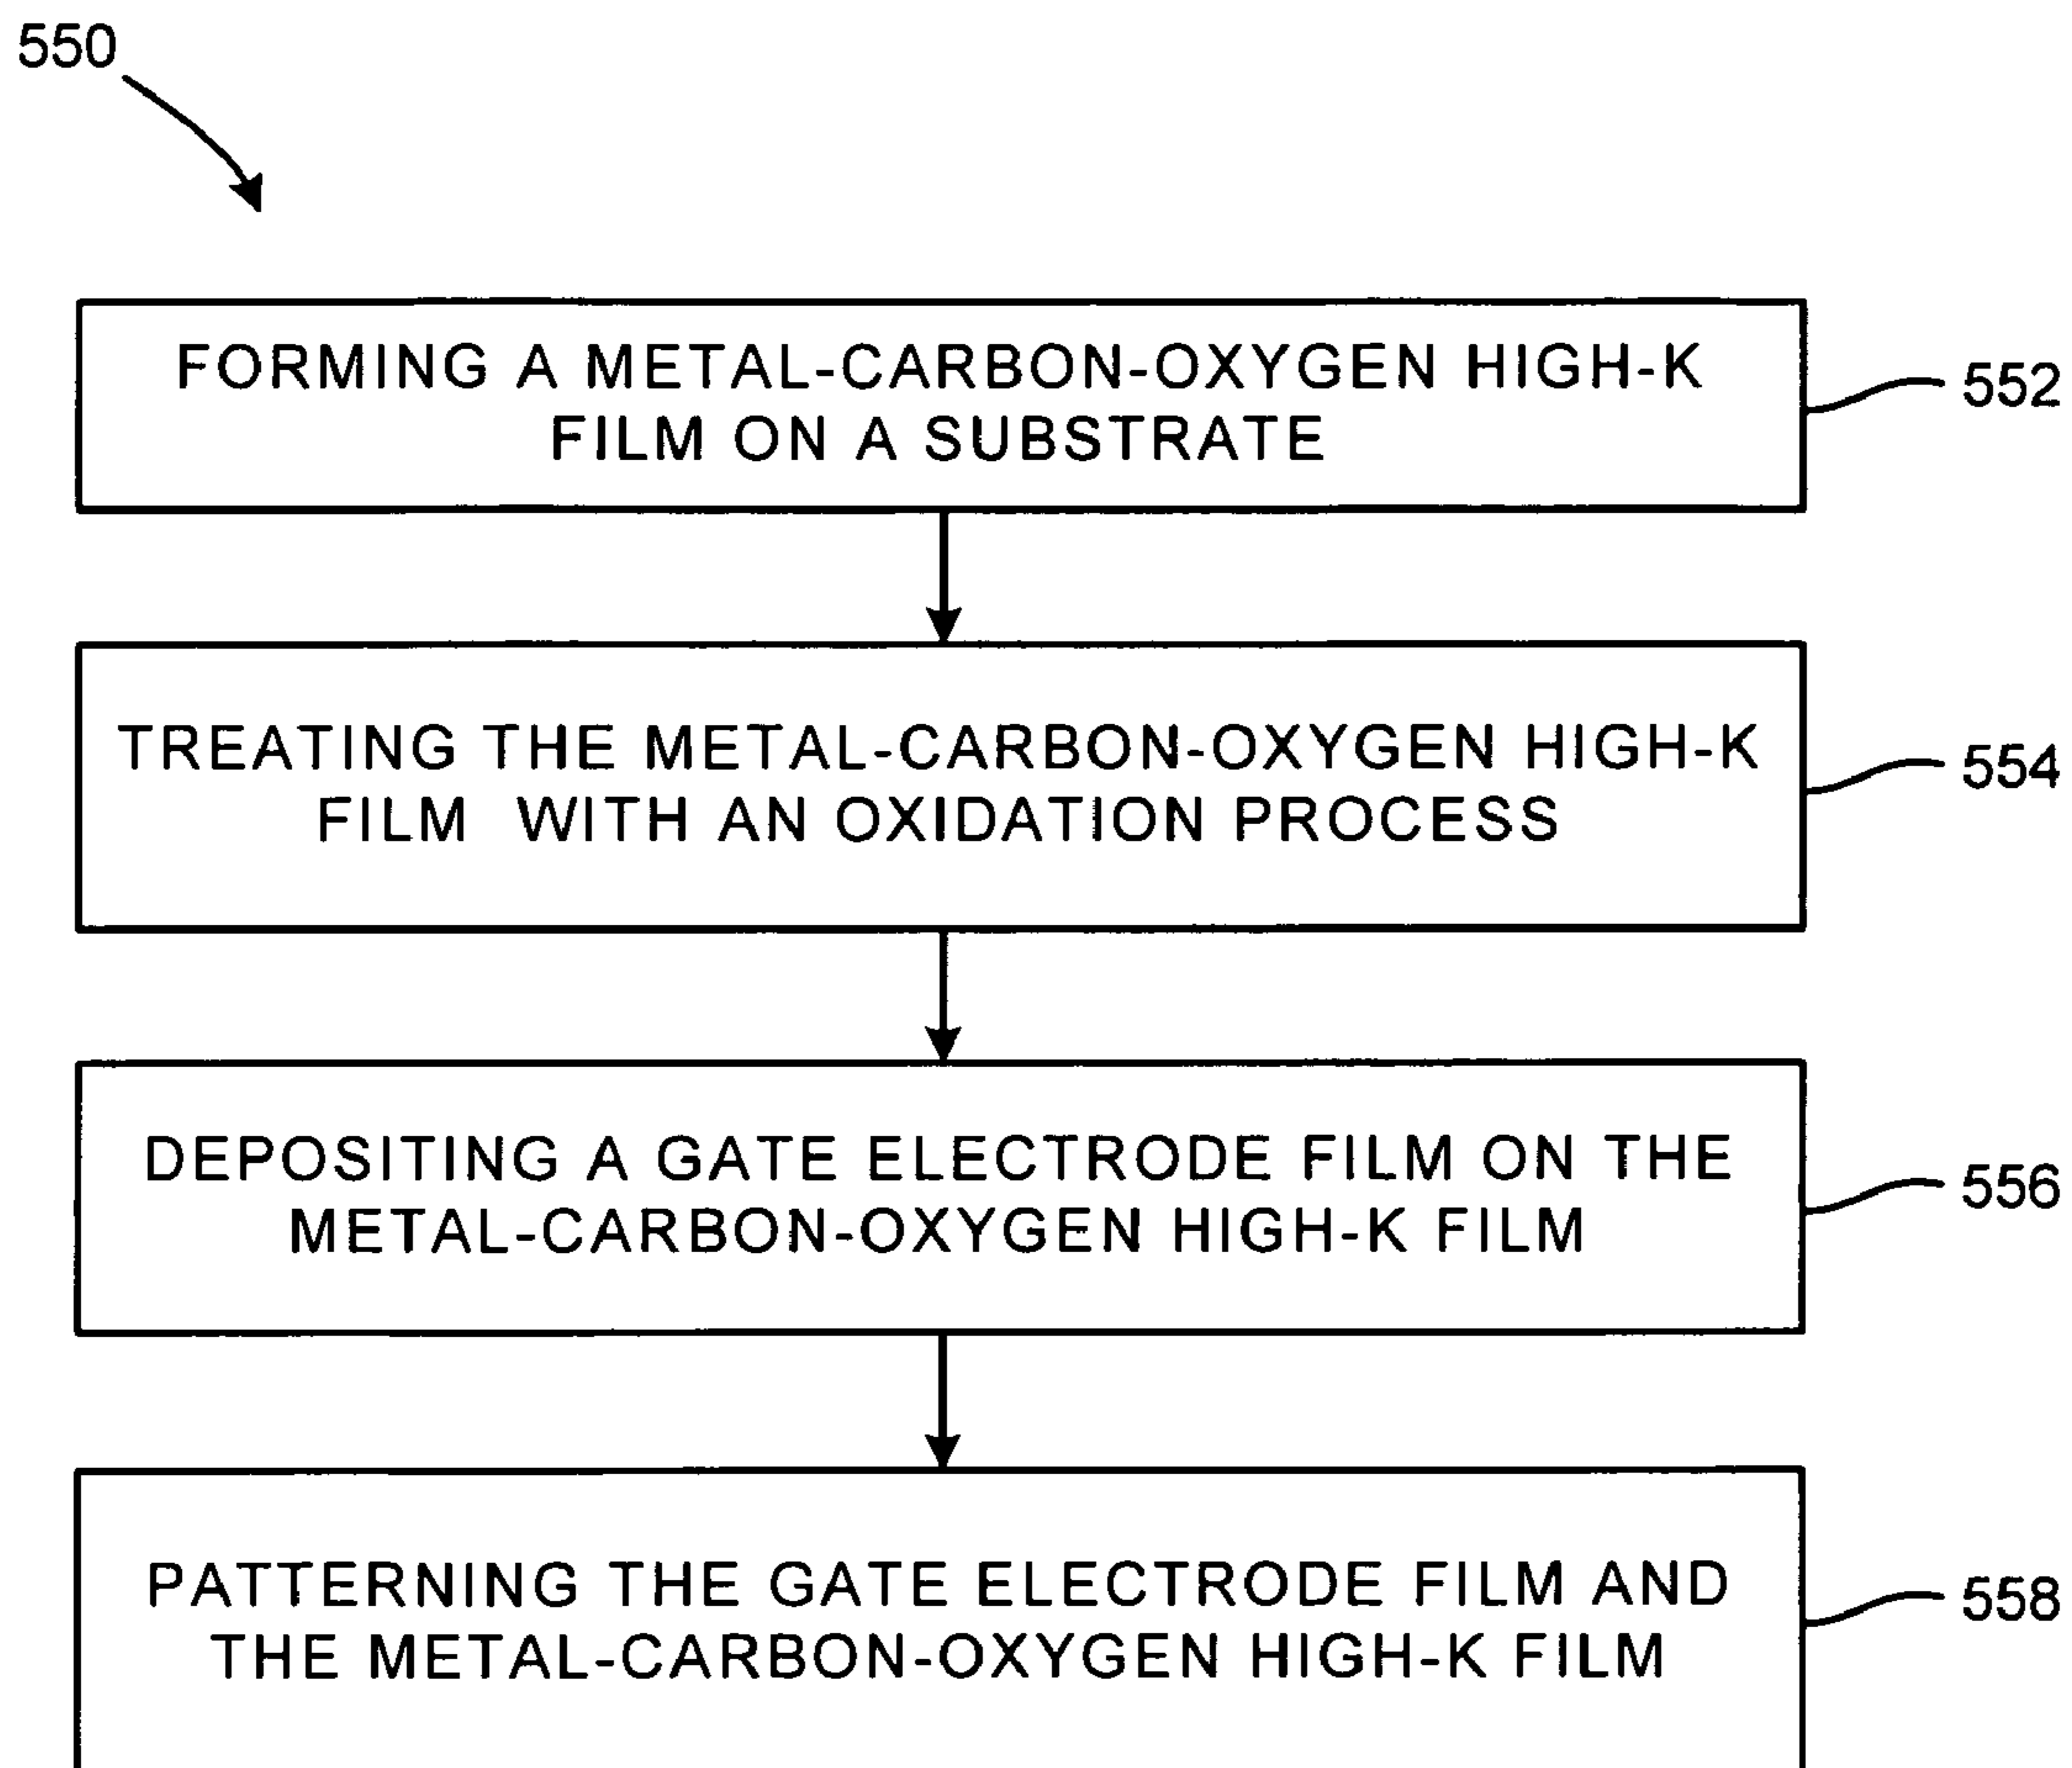 550
FORMING A METAL-CARBON-OXYGEN HIGH-K
FILM ON A SUBSTRATE
552
TREATING THE METAL-CARBON-OXYGEN HIGH-K
FILM WITH AN OXIDATION PROCESS
554
DEPOSITING A GATE ELECTRODE FILM ON THE
METAL-CARBON-OXYGEN HIGH-K FILM
556
PATTERNING THE GATE ELECTRODE FILM AND
THE METAL-CARBON-OXYGEN HIGH-K FILM
558